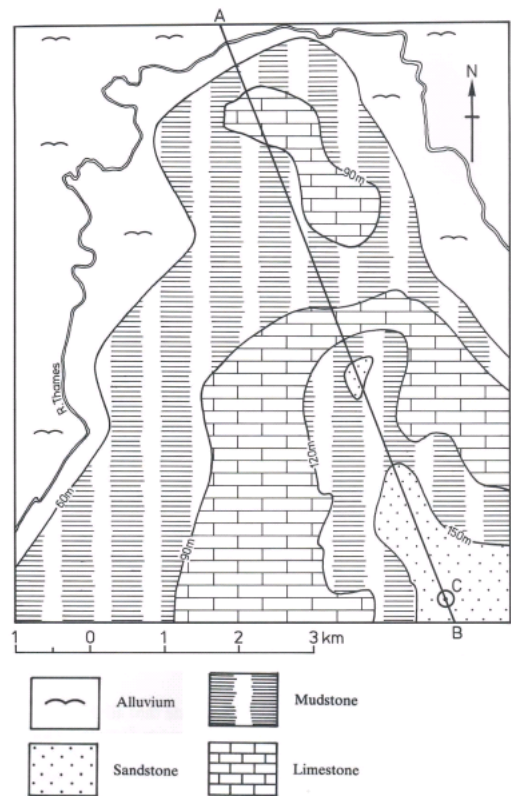 A
N
90m
R. Thames
120m
60m
90m
150m
C
B
1 0 1 2 3 km
Alluvium
Mudstone
Sandstone
Limestone